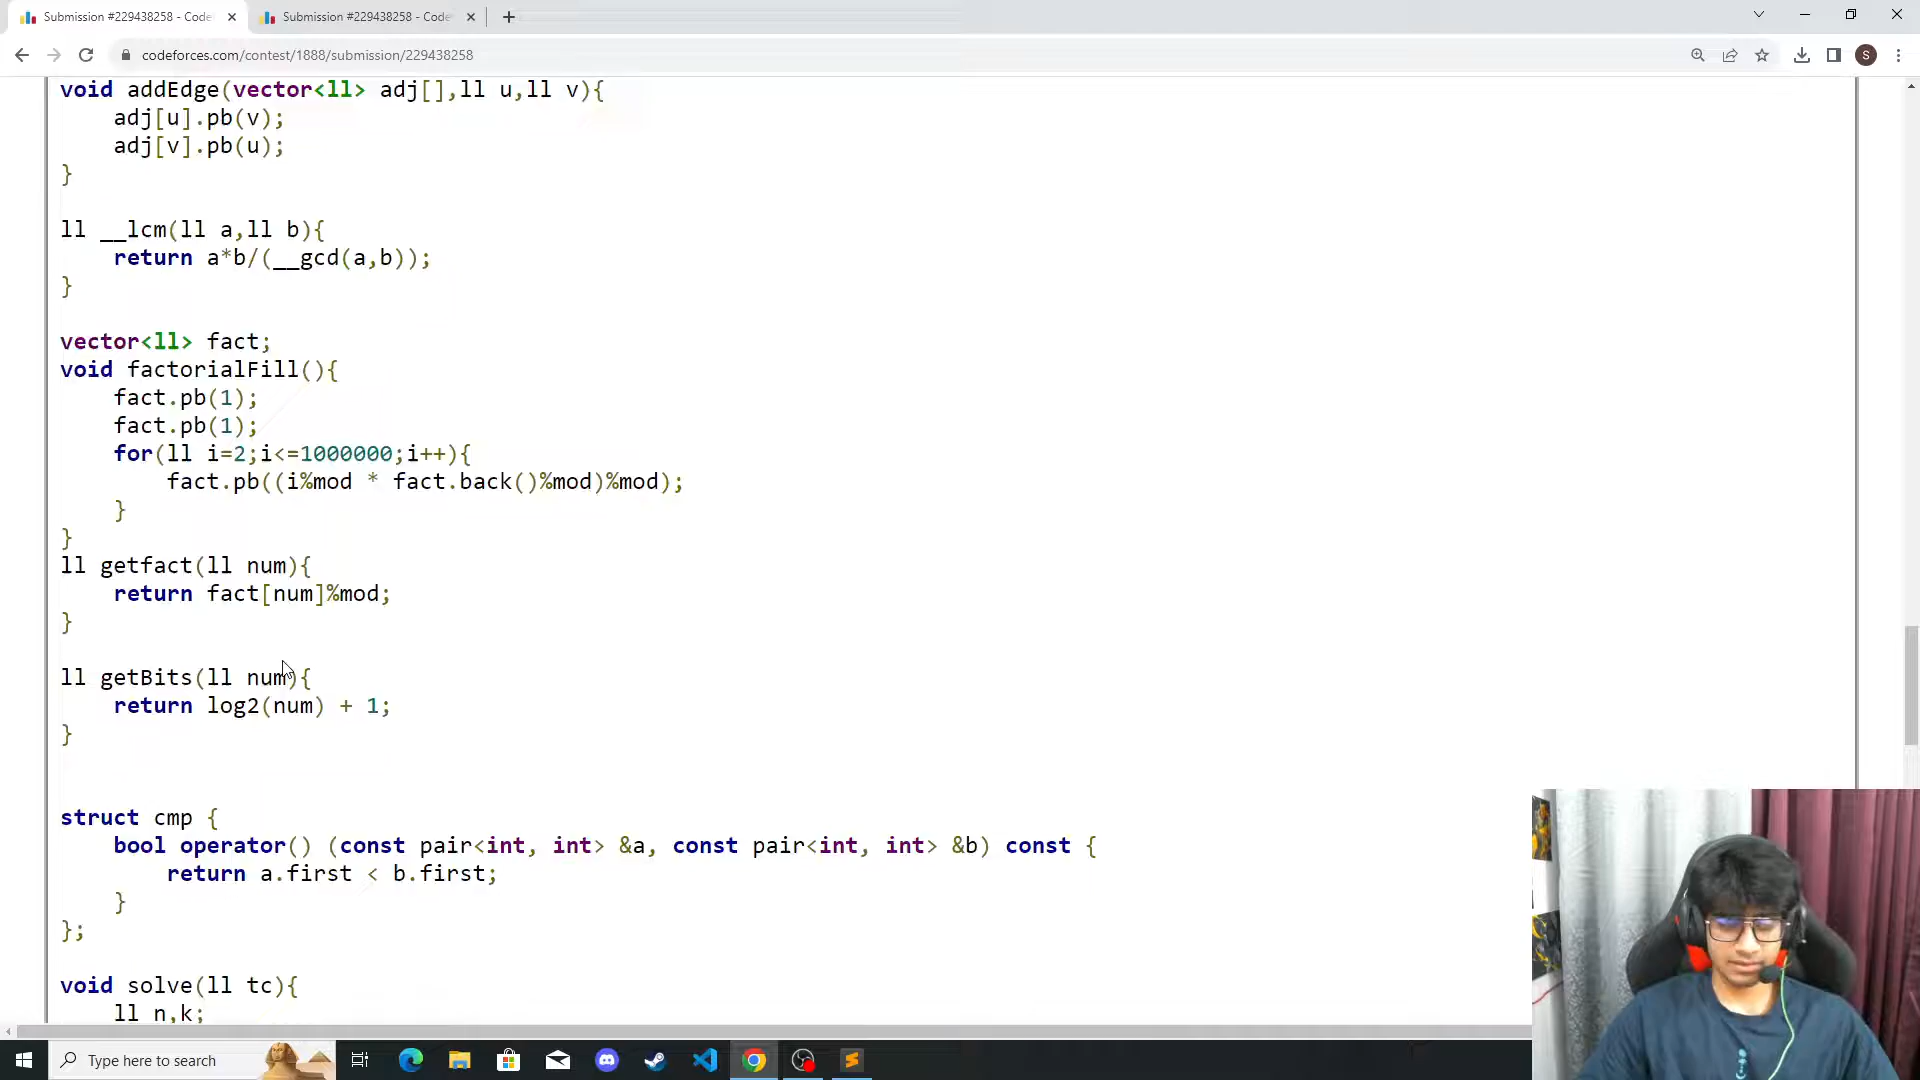 Submission #229438258 - Code
Submission #229438258 - Code
codeforces.com/contest/1888/submission/229438258
S
void addEdge(vector<ll> adj[],ll u,ll v){
    adj[u].pb(v);
    adj[v].pb(u);
}
ll __lcm(ll a,ll b){
    return a*b/(__gcd(a,b));
}
vector<ll> fact;
void factorialFill(){
    fact.pb(1);
    fact.pb(1);
    for(ll i=2;i<=1000000;i++){
        fact.pb((i%mod * fact.back()%mod)%mod);
    }
}
ll getfact(ll num){
    return fact[num]%mod;
}
ll getBits(ll num){
    return log2(num) + 1;
}
struct cmp {
    bool operator() (const pair<int, int> &a, const pair<int, int> &b) const {
        return a.first < b.first;
    }
};
void solve(ll tc){
    ll n,k;
Type here to search